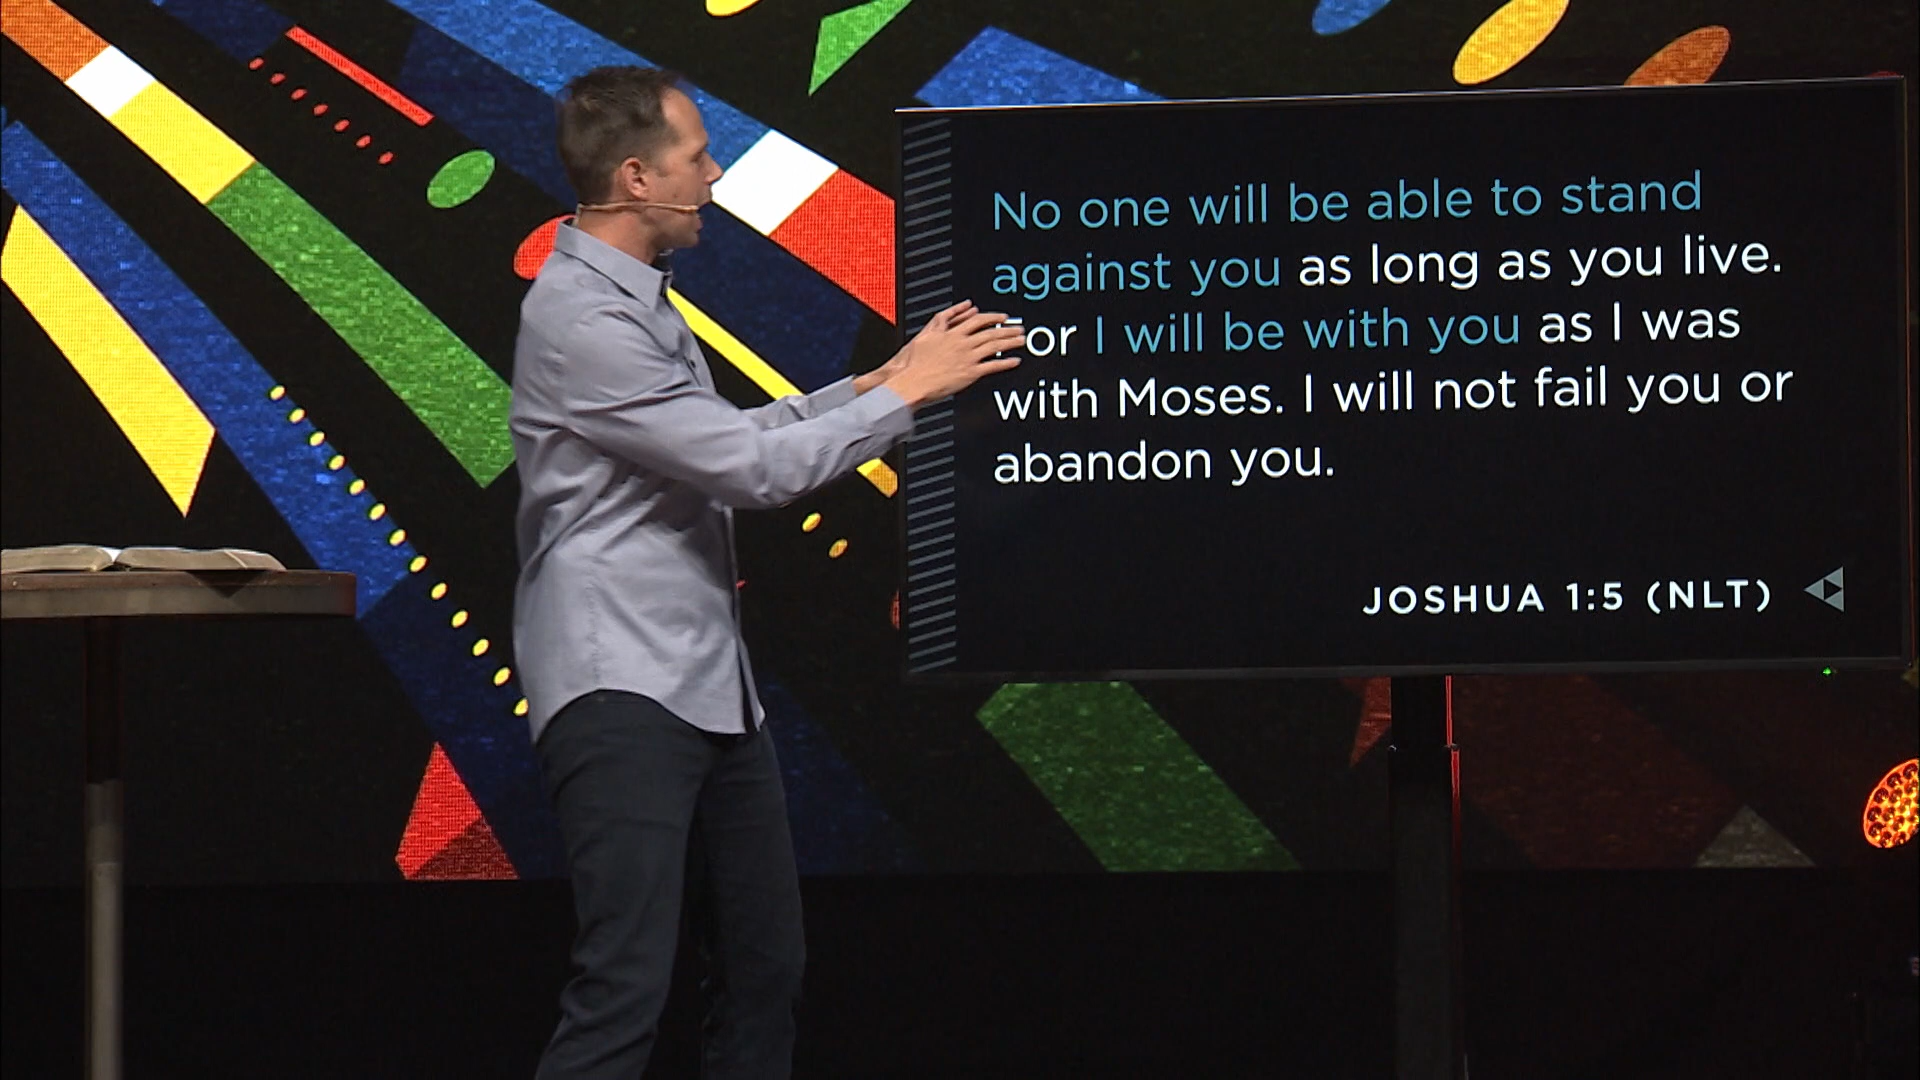 No one will be able to stand
against you as long as you live.
For I will be with you as I was
with Moses. I will not fail you or
abandon you.
JOSHUA 1:5 (NLT)